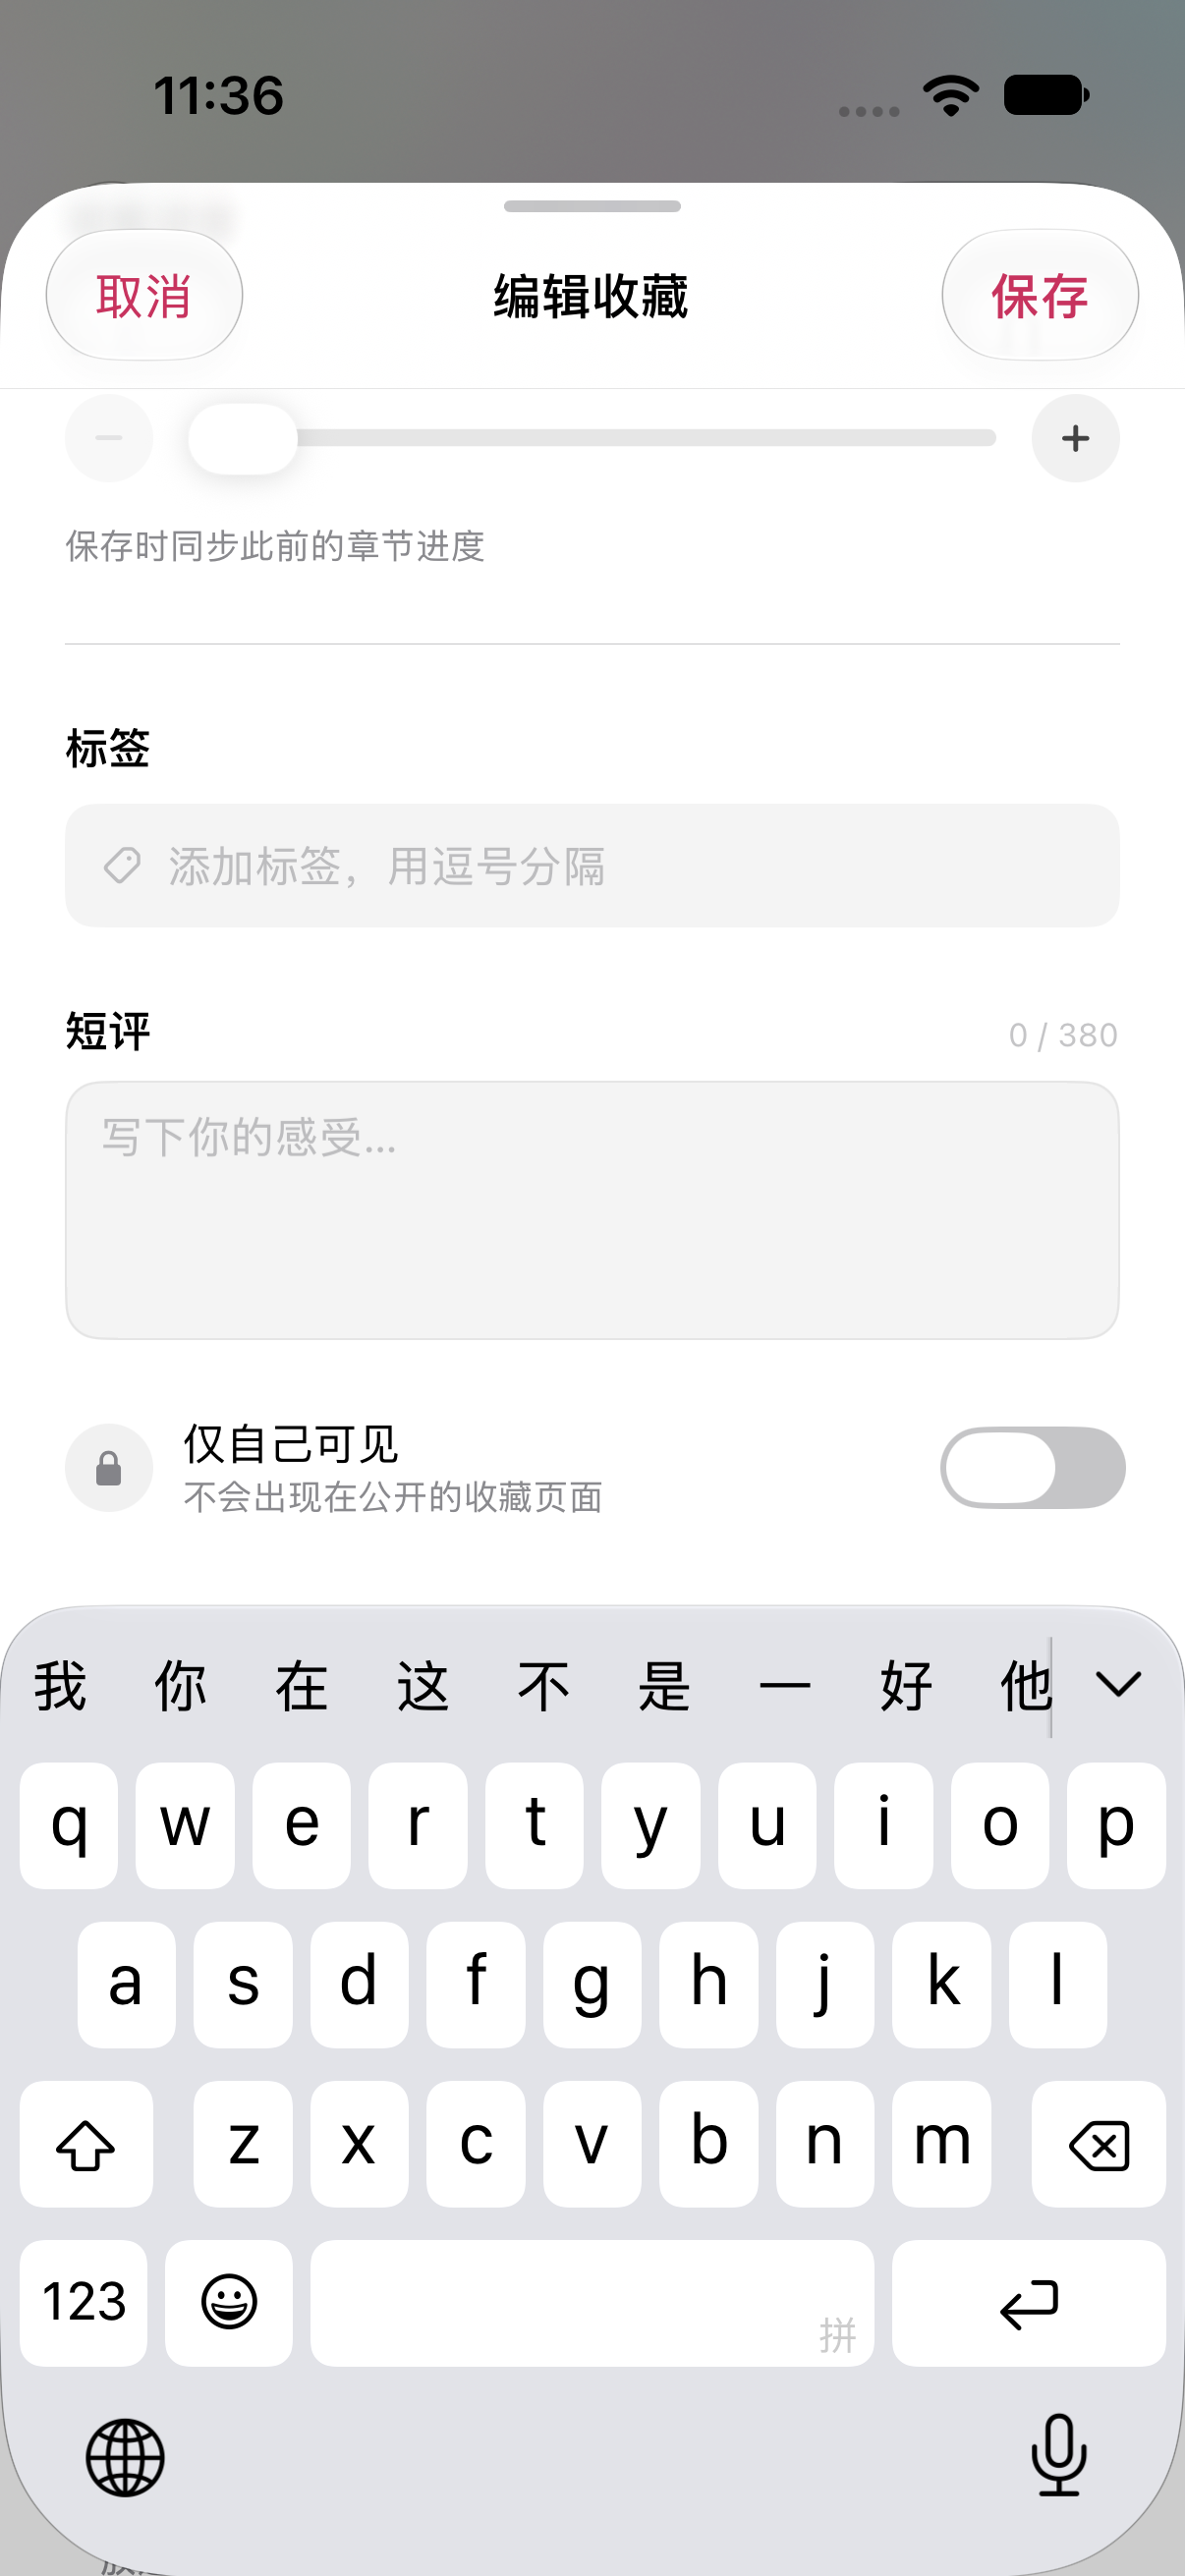 11:36
取消
编辑收藏
保存
保存时同步此前的章节进度
标签
添加标签，用逗号分隔
短评
0 / 380
写下你的感受...
仅自己可见
不会出现在公开的收藏页面
我 你 在 这 不 是 一 好 他
q w e r t y u i o p
a s d f g h j k l
z x c v b n m
123
拼